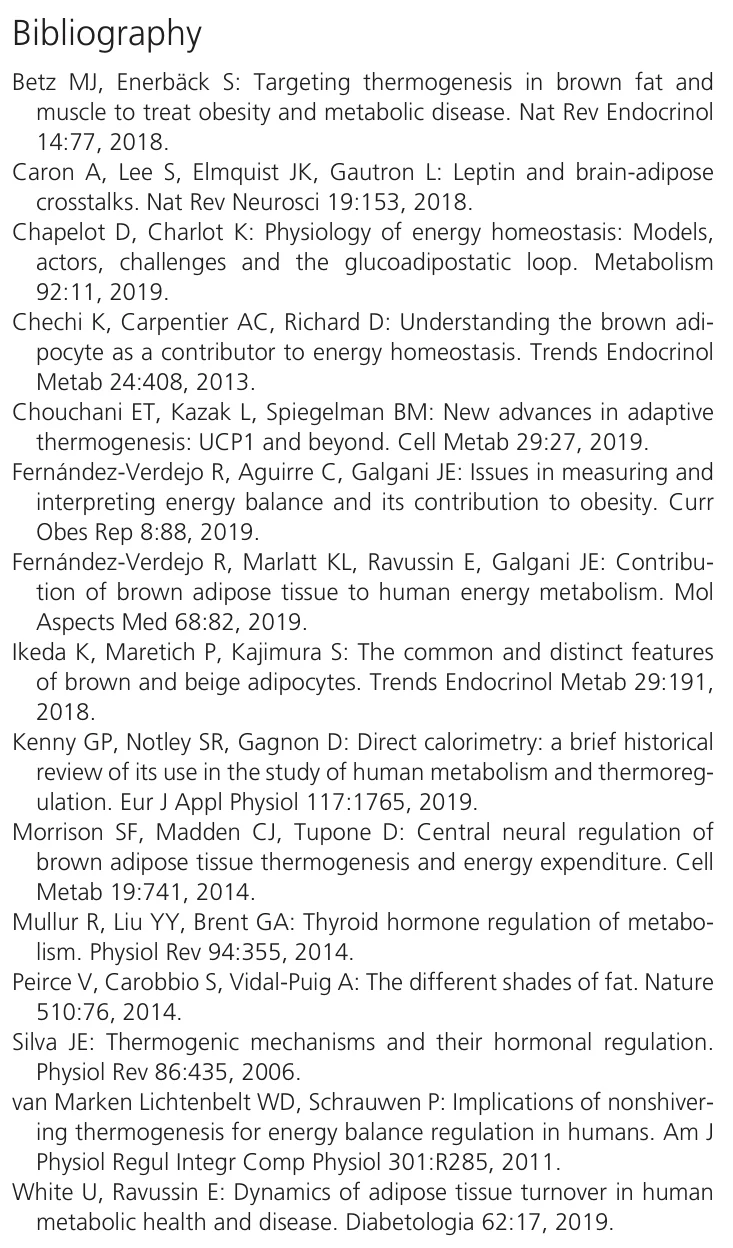 Bibliography
Betz MJ, Enerbäck S: Targeting thermogenesis in brown fat and
muscle to treat obesity and metabolic disease. Nat Rev Endocrinol
14:77, 2018.
Caron A, Lee S, Elmquist JK, Gautron L: Leptin and brain-adipose
crosstalks. Nat Rev Neurosci 19:153, 2018.
Chapelot D, Charlot K: Physiology of energy homeostasis: Models,
actors, challenges and the glucoadipostatic loop. Metabolism
92:11, 2019.
Chechi K, Carpentier AC, Richard D: Understanding the brown adi-
pocyte as a contributor to energy homeostasis. Trends Endocrinol
Metab 24:408, 2013.
Chouchani ET, Kazak L, Spiegelman BM: New advances in adaptive
thermogenesis: UCP1 and beyond. Cell Metab 29:27, 2019.
Fernández-Verdejo R, Aguirre C, Galgani JE: Issues in measuring and
interpreting energy balance and its contribution to obesity. Curr
Obes Rep 8:88, 2019.
Fernández-Verdejo R, Marlatt KL, Ravussin E, Galgani JE: Contribu-
tion of brown adipose tissue to human energy metabolism. Mol
Aspects Med 68:82, 2019.
Ikeda K, Maretich P, Kajimura S: The common and distinct features
of brown and beige adipocytes. Trends Endocrinol Metab 29:191,
2018.
Kenny GP, Notley SR, Gagnon D: Direct calorimetry: a brief historical
review of its use in the study of human metabolism and thermoreg-
ulation. Eur J Appl Physiol 117:1765, 2019.
Morrison SF, Madden CJ, Tupone D: Central neural regulation of
brown adipose tissue thermogenesis and energy expenditure. Cell
Metab 19:741, 2014.
Mullur R, Liu YY, Brent GA: Thyroid hormone regulation of metabo-
lism. Physiol Rev 94:355, 2014.
Peirce V, Carobbio S, Vidal-Puig A: The different shades of fat. Nature
510:76, 2014.
Silva JE: Thermogenic mechanisms and their hormonal regulation.
Physiol Rev 86:435, 2006.
van Marken Lichtenbelt WD, Schrauwen P: Implications of nonshiver-
ing thermogenesis for energy balance regulation in humans. Am J
Physiol Regul Integr Comp Physiol 301:R285, 2011.
White U, Ravussin E: Dynamics of adipose tissue turnover in human
metabolic health and disease. Diabetologia 62:17, 2019.